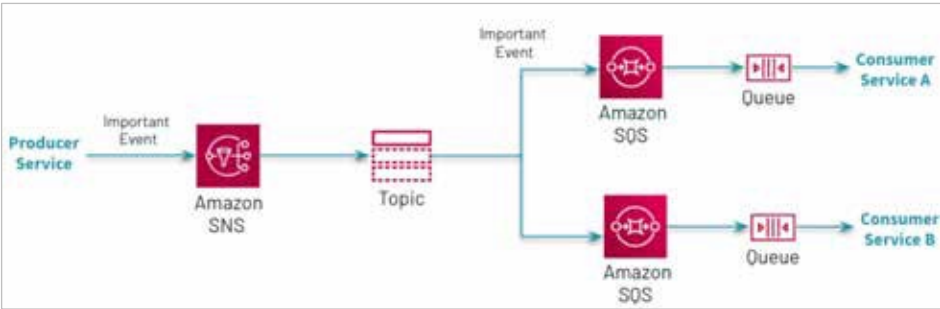 Important
Event
Producer
Service
Amazon
SNS
Topic
Important
Event
Amazon
SQS
Queue
Consumer
Service A
Amazon
SQS
Queue
Consumer
Service B